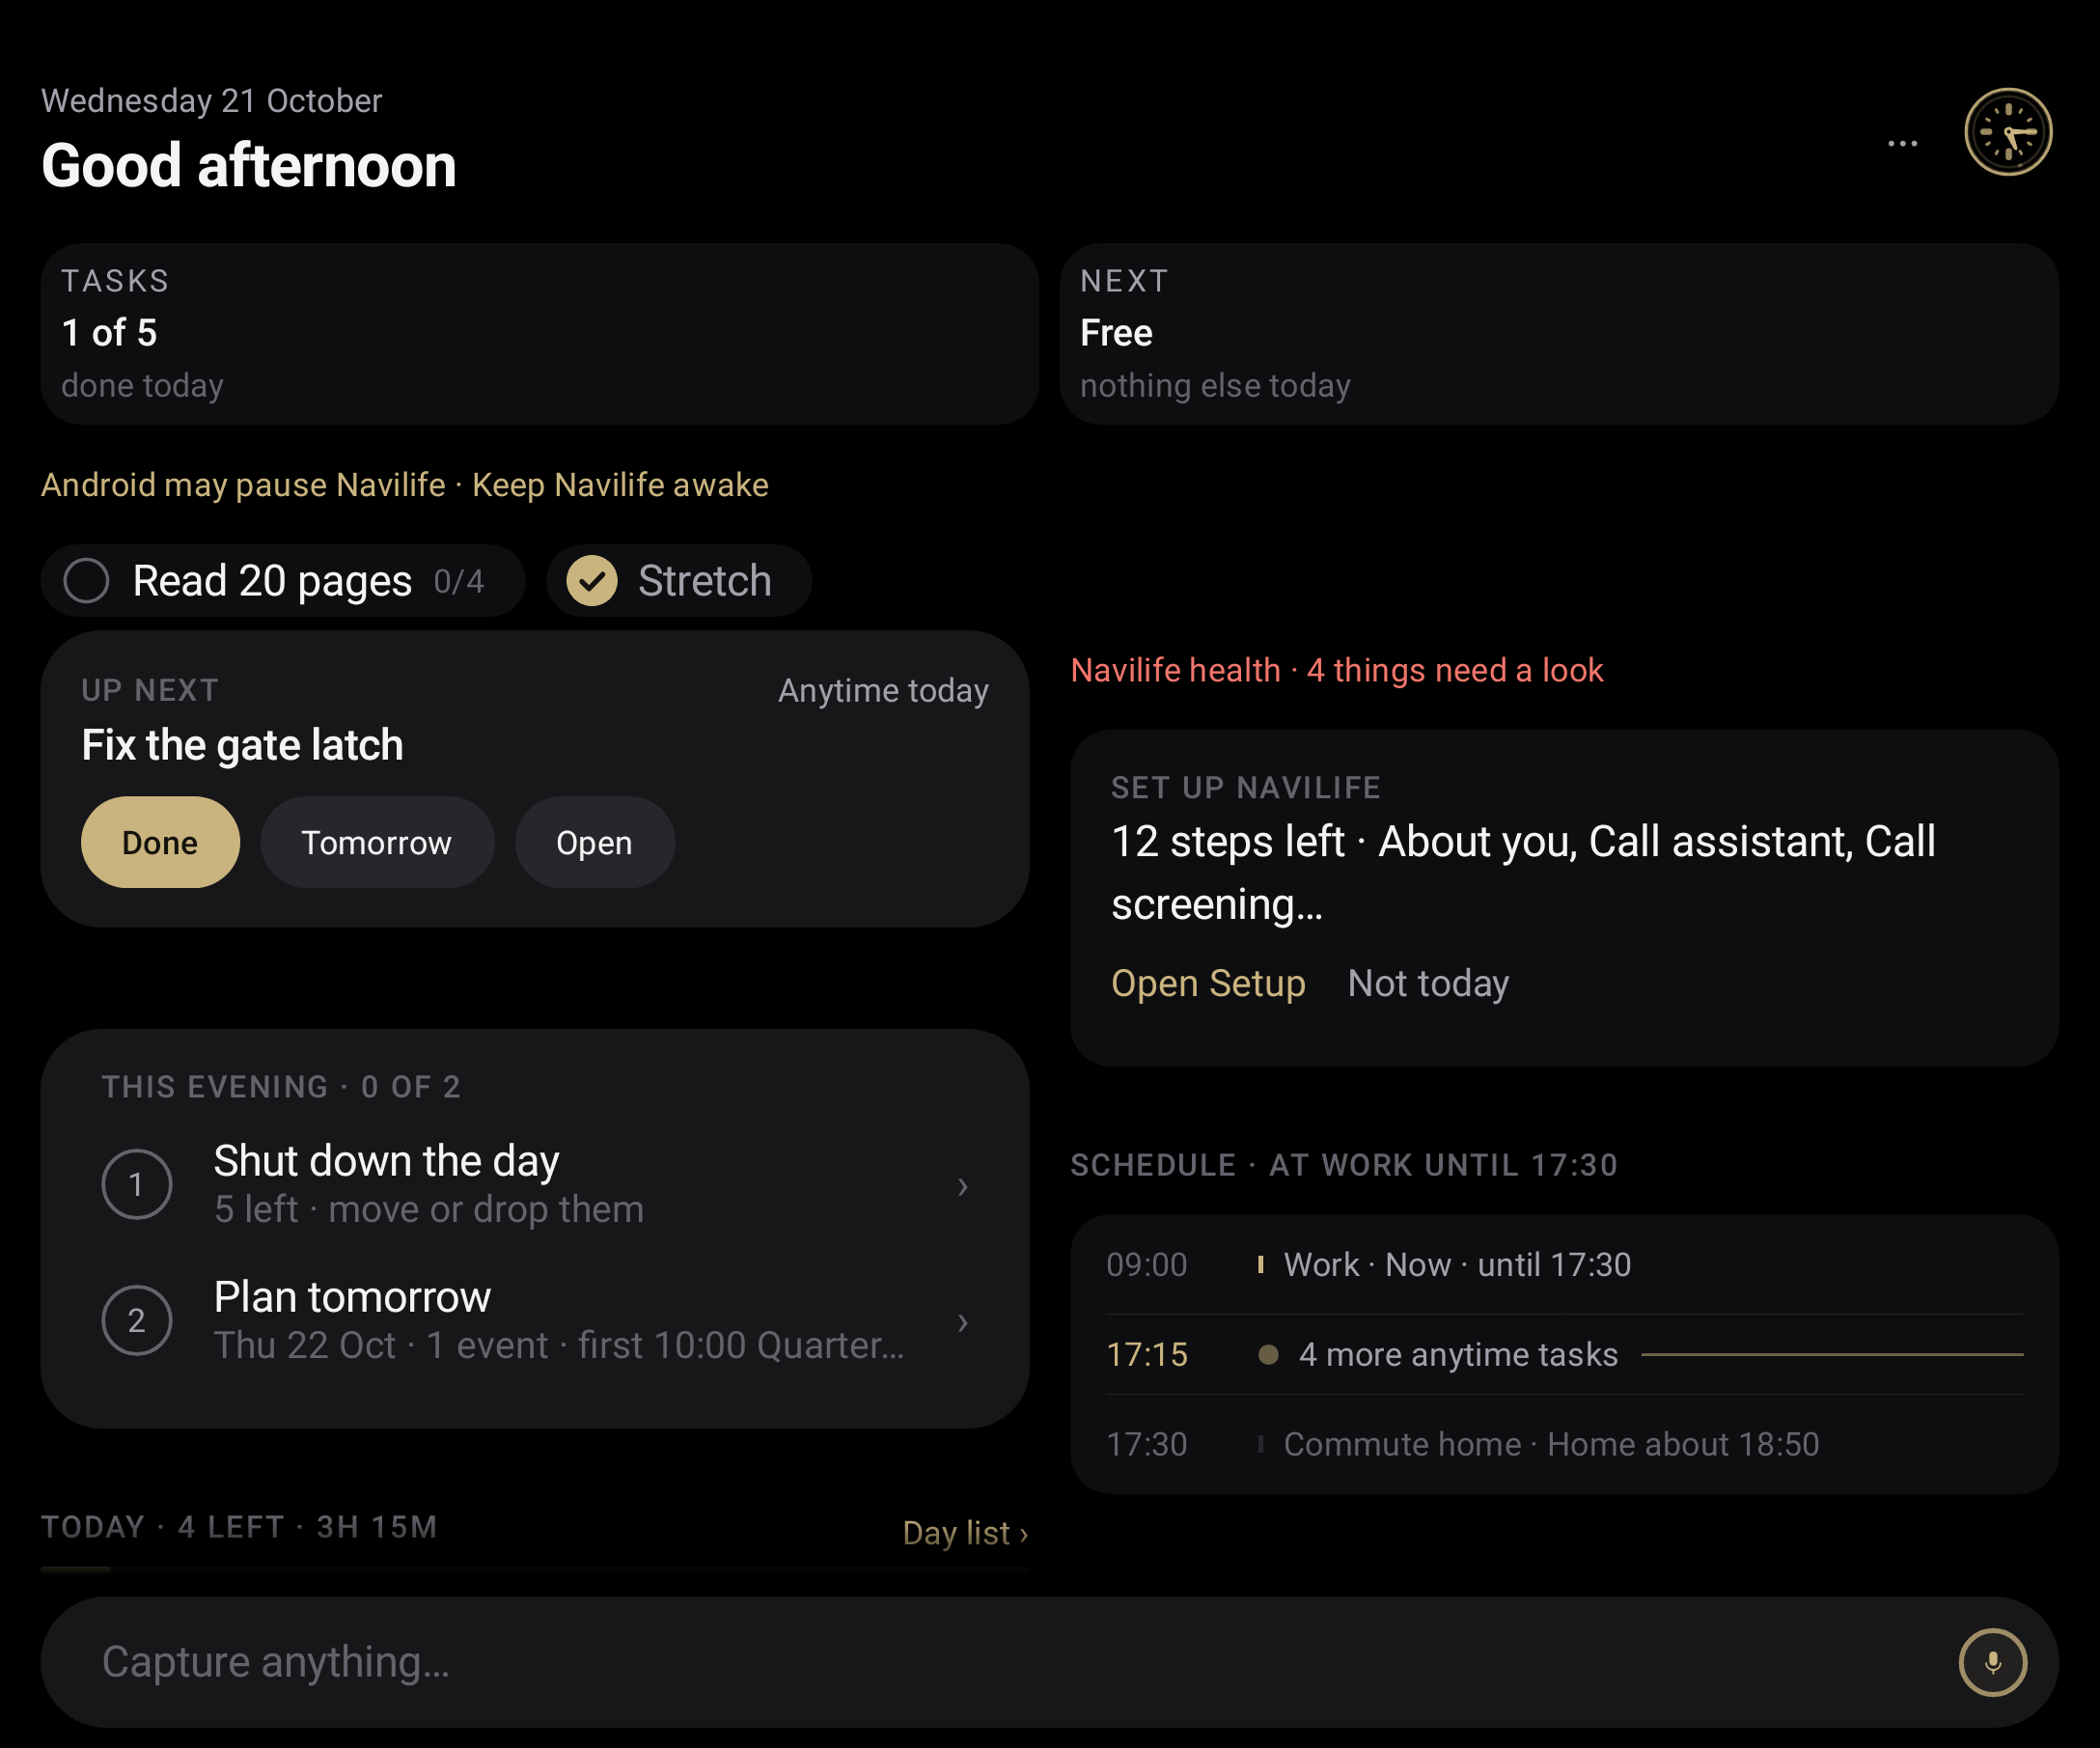 Wednesday 21 October
Good afternoon
...
TASKS
1 of 5
done today
NEXT
Free
nothing else today
Android may pause Navilife · Keep Navilife awake
Read 20 pages 0/4
Stretch
UP NEXT
Anytime today
Fix the gate latch
Done
Tomorrow
Open
THIS EVENING · 0 OF 2
1
Shut down the day
5 left · move or drop them
›
2
Plan tomorrow
Thu 22 Oct · 1 event · first 10:00 Quarter...
›
TODAY · 4 LEFT · 3H 15M
Day list ›
Navilife health · 4 things need a look
SET UP NAVILIFE
12 steps left · About you, Call assistant, Call
screening...
Open Setup
Not today
SCHEDULE · AT WORK UNTIL 17:30
09:00 Work · Now · until 17:30
17:15 4 more anytime tasks
17:30 Commute home · Home about 18:50
Capture anything...